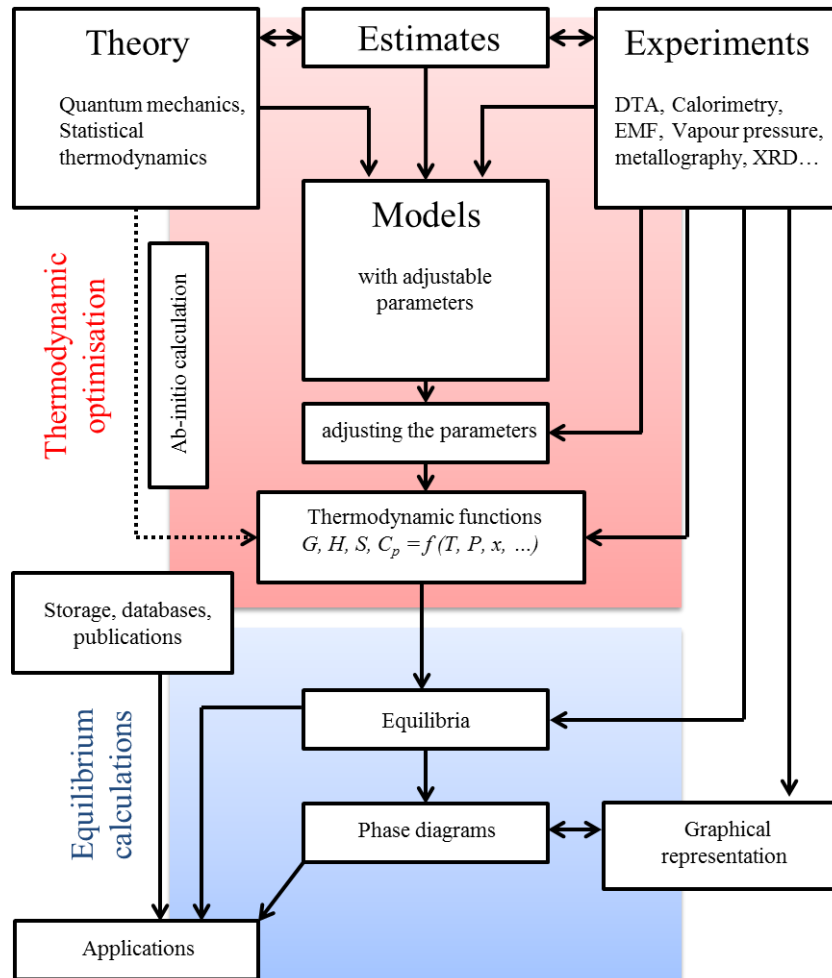 Theory
Quantum mechanics,
Statistical
thermodynamics
Estimates
Experiments
DTA, Calorimetry,
EMF, Vapour pressure,
metallography, XRD…
Models
with adjustable
parameters
Thermodynamic
optimisation
Ab-initio calculation
adjusting the parameters
Thermodynamic functions
G, H, S, Cₚ = f (T, P, x, …)
Storage, databases,
publications
Equilibrium
calculations
Equilibria
Phase diagrams
Graphical
representation
Applications